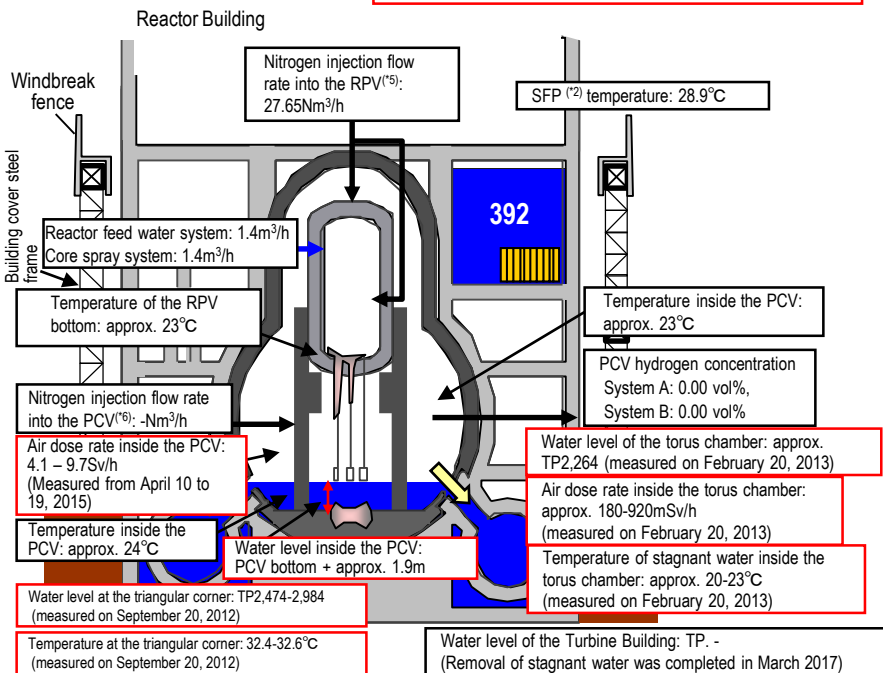 Reactor Building
Nitrogen injection flow
rate into the RPV(*5):
27.65Nm3/h
Windbreak
fence
SFP (*2) temperature: 28.9℃
392
Building cover steel
frame
Reactor feed water system: 1.4m3/h
Core spray system: 1.4m3/h
Temperature of the RPV
bottom: approx. 23℃
Temperature inside the PCV:
approx. 23℃
PCV hydrogen concentration
System A: 0.00 vol%,
System B: 0.00 vol%
Nitrogen injection flow rate
into the PCV(*6): -Nm3/h
Air dose rate inside the PCV:
4.1 – 9.7Sv/h
(Measured from April 10 to
19, 2015)
Water level of the torus chamber: approx.
TP2,264 (measured on February 20, 2013)
Air dose rate inside the torus chamber:
approx. 180-920mSv/h
(measured on February 20, 2013)
Temperature inside the
PCV: approx. 24℃
Water level inside the PCV:
PCV bottom + approx. 1.9m
Temperature of stagnant water inside the
torus chamber: approx. 20-23℃
(measured on February 20, 2013)
Water level at the triangular corner: TP2,474-2,984
(measured on September 20, 2012)
Temperature at the triangular corner: 32.4-32.6℃
(measured on September 20, 2012)
Water level of the Turbine Building: TP. -
(Removal of stagnant water was completed in March 2017)